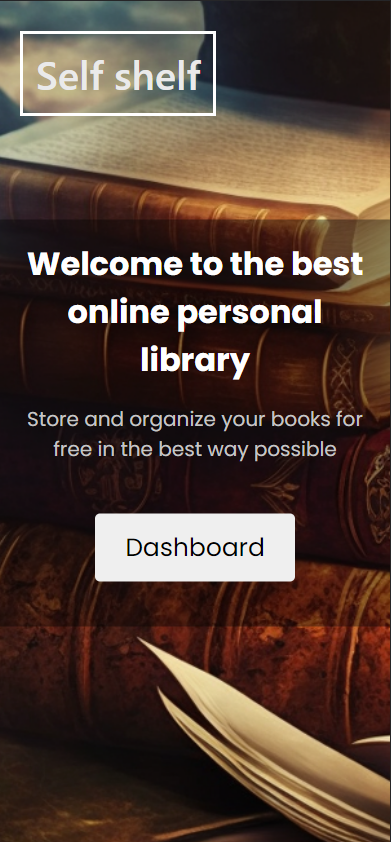 Self shelf
Welcome to the best
online personal
library
Store and organize your books for
free in the best way possible
Dashboard